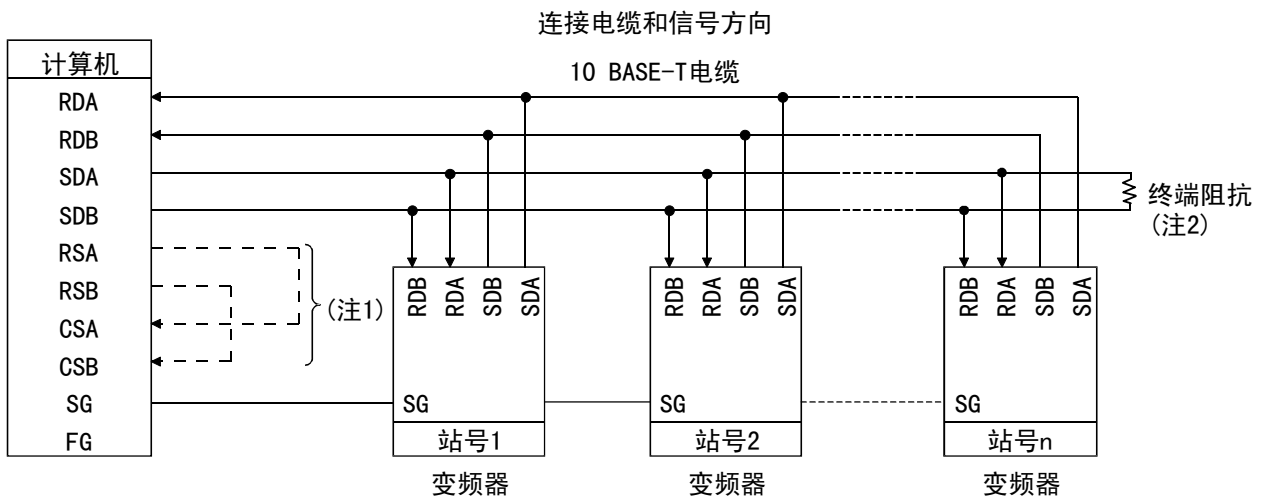 连接电缆和信号方向
10 BASE-T电缆
计算机
RDA
RDB
SDA
SDB
RSA
RSB
CSA
CSB
SG
FG
(注1)
终端阻抗
(注2)
RDB
RDA
SDB
SDA
SG
站号1
变频器
RDB
RDA
SDB
SDA
SG
站号2
变频器
RDB
RDA
SDB
SDA
SG
站号n
变频器